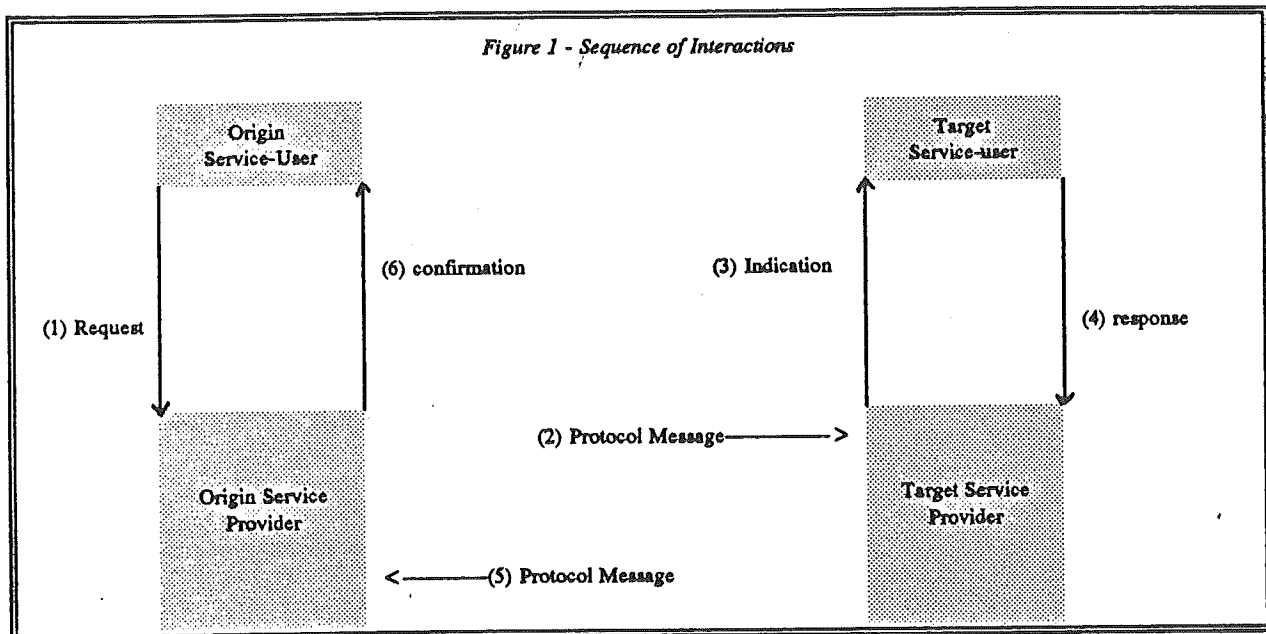 Figure 1 - Sequence of Interactions
Origin
Service-User
Target
Service-user
(6) confirmation
(3) Indication
(1) Request
(4) response
(2) Protocol Message
Origin Service
Provider
Target Service
Provider
(5) Protocol Message